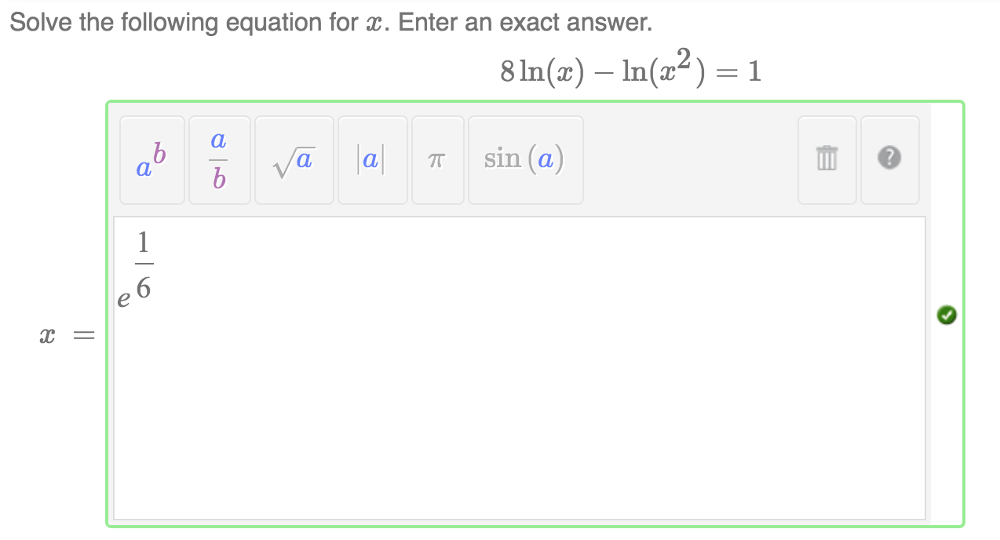 Solve the following equation for x. Enter an exact answer.
8 ln(x) − ln(x²) = 1
a^b a/b √a |a| π sin (a) ?
e^(1/6)
x =